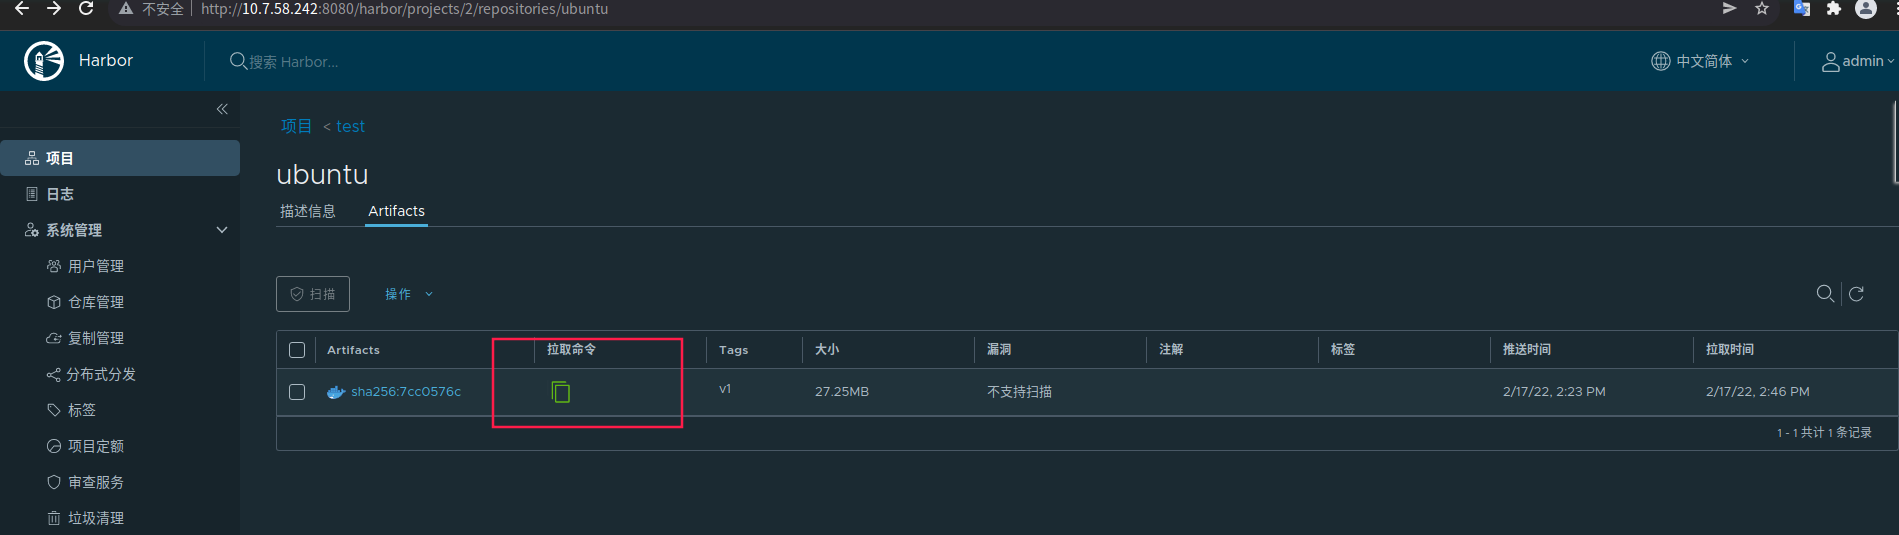 不安全 http://10.7.58.242:8080/harbor/projects/2/repositories/ubuntu
Harbor 搜索 Harbor... 中文简体 admin
项目 < test
项目
ubuntu
日志
描述信息 Artifacts
系统管理
用户管理
扫描 操作
仓库管理
复制管理
Artifacts 拉取命令 Tags 大小 漏洞 注解 标签 推送时间 拉取时间
分布式分发
sha256:7cc0576c v1 27.25MB 不支持扫描 2/17/22, 2:23 PM 2/17/22, 2:46 PM
标签
1 - 1 共计 1 条记录
项目定额
审查服务
垃圾清理